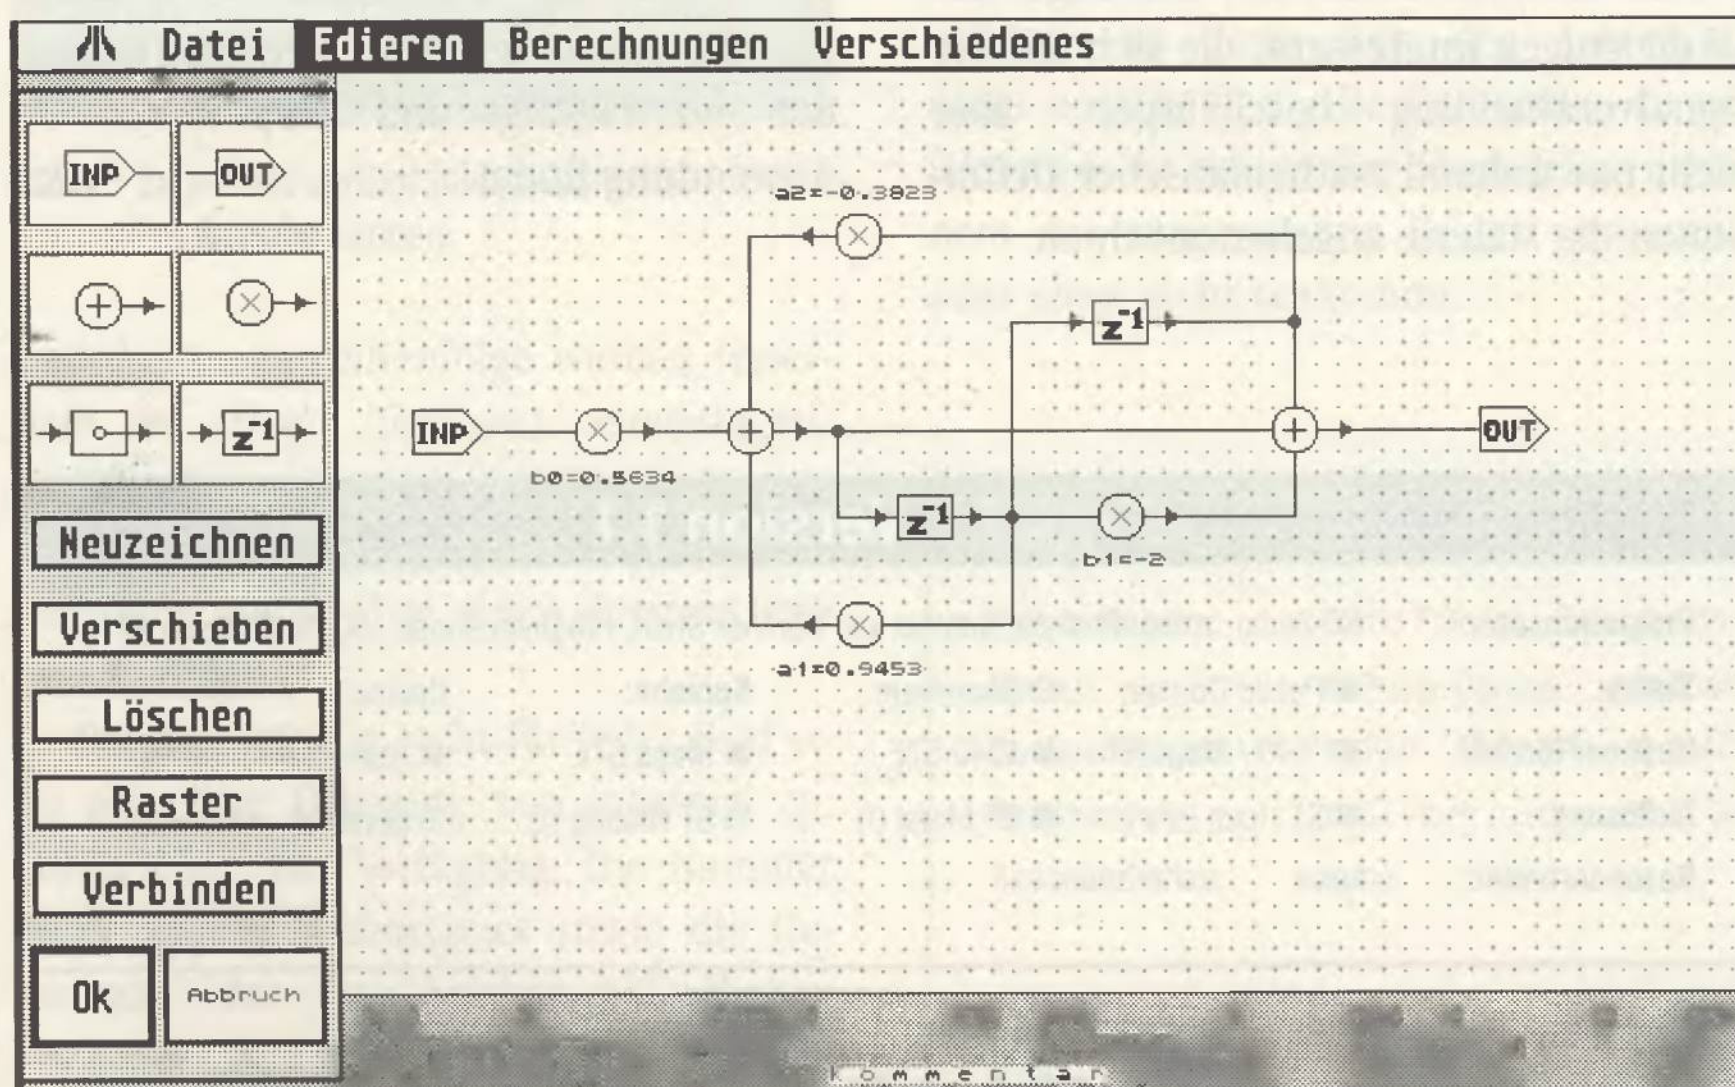 Datei Edieren Berechnungen Verschiedenes
INP OUT
z⁻¹
Neuzeichnen
Verschieben
Löschen
Raster
Verbinden
Ok Abbruch
a2=-0.3823
z⁻¹
INP OUT
b0=0.5634
z⁻¹
b1=-2
a1=0.9453
Kommentar